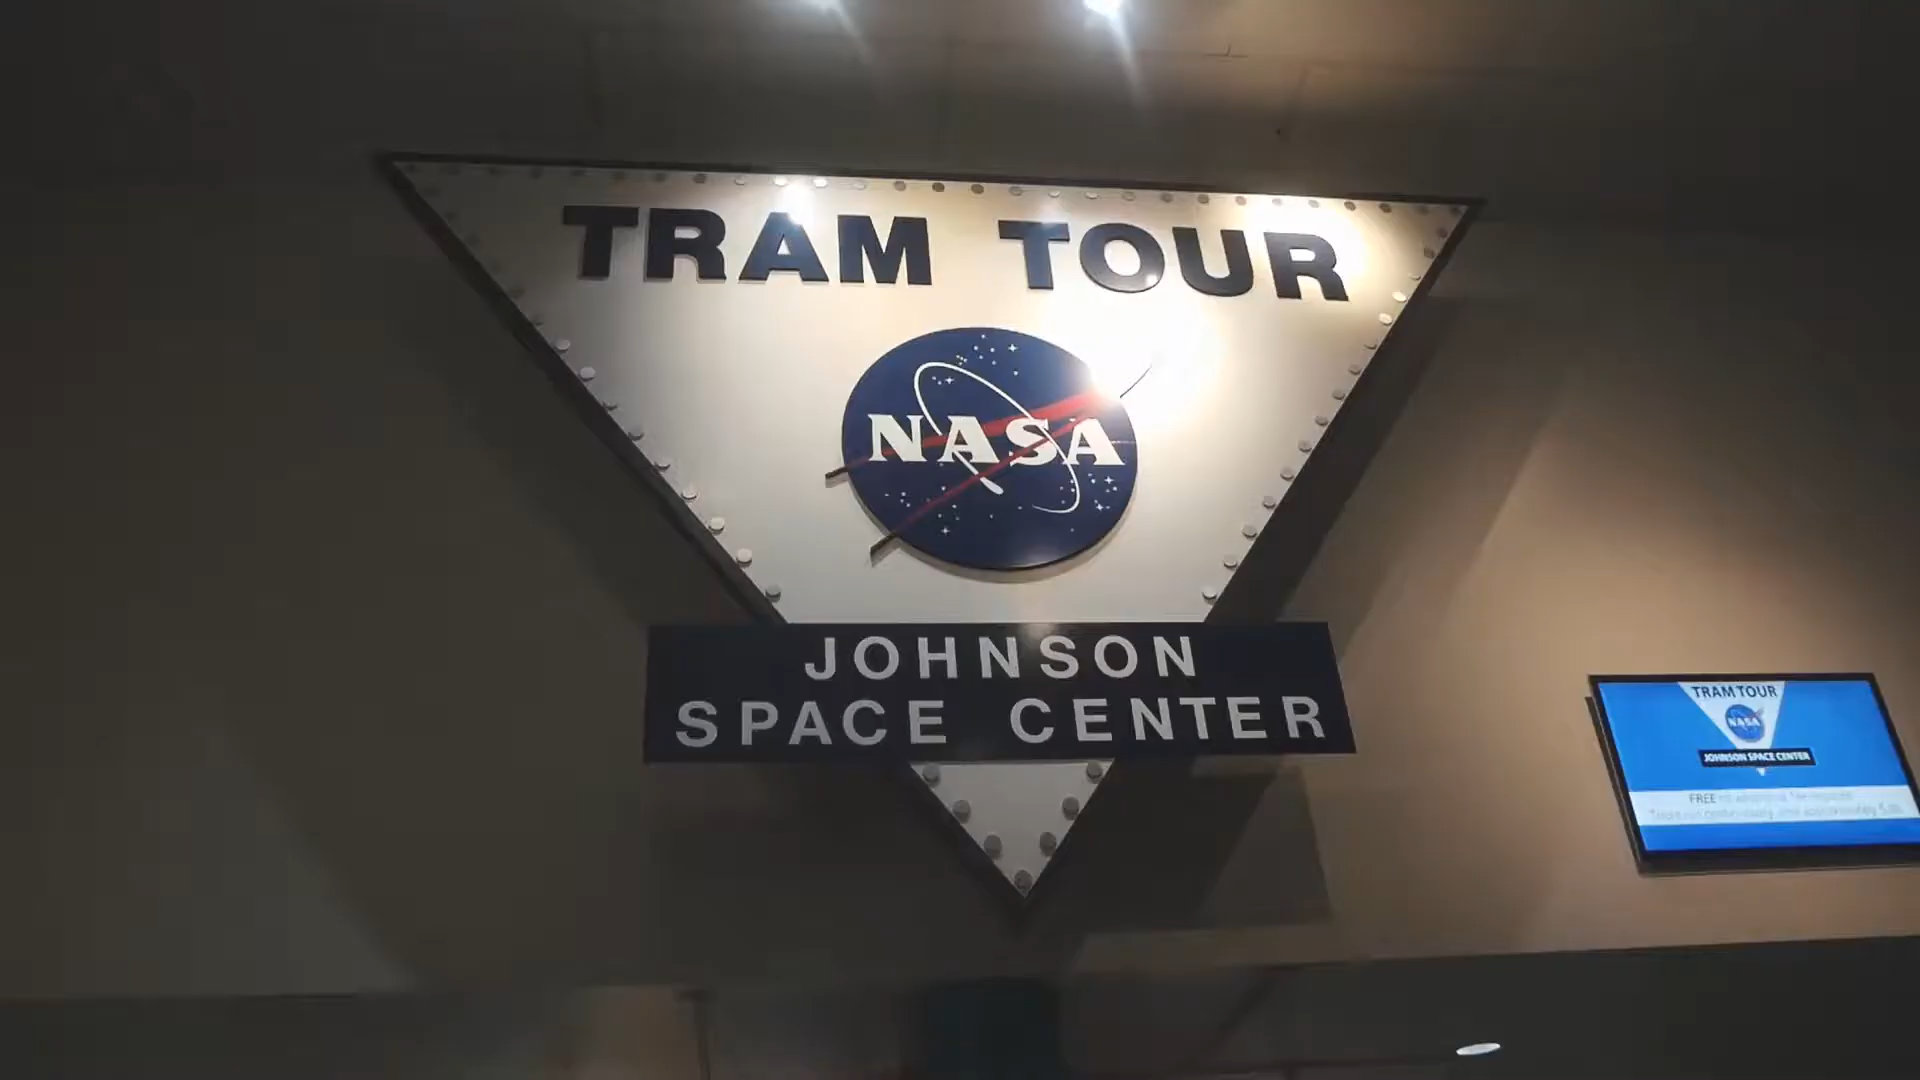 TRAM TOUR
NASA
JOHNSON
SPACE CENTER
TRAM TOUR
NASA
JOHNSON SPACE CENTER
FREE